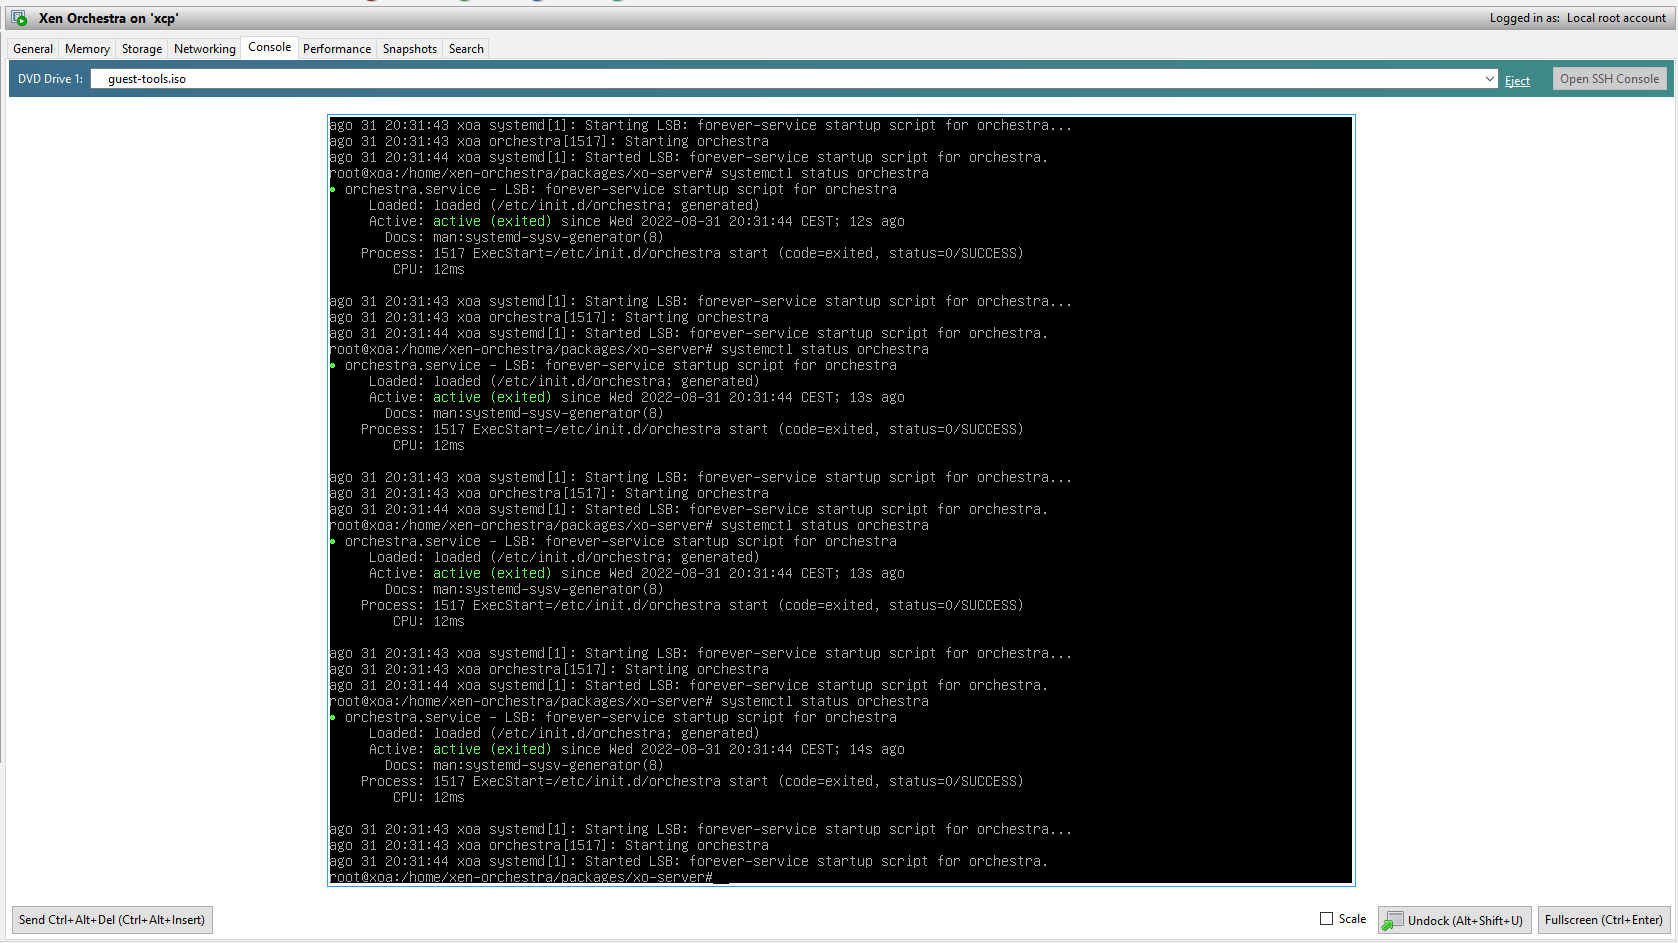 Xen Orchestra on 'xcp'
Logged in as: Local root account
General Memory Storage Networking Console Performance Snapshots Search
DVD Drive 1: guest-tools.iso Eject Open SSH Console
ago 31 20:31:43 xoa systemd[1]: Starting LSB: forever-service startup script for orchestra...
ago 31 20:31:43 xoa orchestra[1517]: Starting orchestra
ago 31 20:31:44 xoa systemd[1]: Started LSB: forever-service startup script for orchestra.
root@xoa:/home/xen-orchestra/packages/xo-server# systemctl status orchestra
● orchestra.service - LSB: forever-service startup script for orchestra
Loaded: loaded (/etc/init.d/orchestra; generated)
Active: active (exited) since Wed 2022-08-31 20:31:44 CEST; 12s ago
Docs: man:systemd-sysv-generator(8)
Process: 1517 ExecStart=/etc/init.d/orchestra start (code=exited, status=0/SUCCESS)
CPU: 12ms
ago 31 20:31:43 xoa systemd[1]: Starting LSB: forever-service startup script for orchestra...
ago 31 20:31:43 xoa orchestra[1517]: Starting orchestra
ago 31 20:31:44 xoa systemd[1]: Started LSB: forever-service startup script for orchestra.
root@xoa:/home/xen-orchestra/packages/xo-server# systemctl status orchestra
● orchestra.service - LSB: forever-service startup script for orchestra
Loaded: loaded (/etc/init.d/orchestra; generated)
Active: active (exited) since Wed 2022-08-31 20:31:44 CEST; 13s ago
Docs: man:systemd-sysv-generator(8)
Process: 1517 ExecStart=/etc/init.d/orchestra start (code=exited, status=0/SUCCESS)
CPU: 12ms
ago 31 20:31:43 xoa systemd[1]: Starting LSB: forever-service startup script for orchestra...
ago 31 20:31:43 xoa orchestra[1517]: Starting orchestra
ago 31 20:31:44 xoa systemd[1]: Started LSB: forever-service startup script for orchestra.
root@xoa:/home/xen-orchestra/packages/xo-server# systemctl status orchestra
● orchestra.service - LSB: forever-service startup script for orchestra
Loaded: loaded (/etc/init.d/orchestra; generated)
Active: active (exited) since Wed 2022-08-31 20:31:44 CEST; 13s ago
Docs: man:systemd-sysv-generator(8)
Process: 1517 ExecStart=/etc/init.d/orchestra start (code=exited, status=0/SUCCESS)
CPU: 12ms
ago 31 20:31:43 xoa systemd[1]: Starting LSB: forever-service startup script for orchestra...
ago 31 20:31:43 xoa orchestra[1517]: Starting orchestra
ago 31 20:31:44 xoa systemd[1]: Started LSB: forever-service startup script for orchestra.
root@xoa:/home/xen-orchestra/packages/xo-server# systemctl status orchestra
● orchestra.service - LSB: forever-service startup script for orchestra
Loaded: loaded (/etc/init.d/orchestra; generated)
Active: active (exited) since Wed 2022-08-31 20:31:44 CEST; 14s ago
Docs: man:systemd-sysv-generator(8)
Process: 1517 ExecStart=/etc/init.d/orchestra start (code=exited, status=0/SUCCESS)
CPU: 12ms
ago 31 20:31:43 xoa systemd[1]: Starting LSB: forever-service startup script for orchestra...
ago 31 20:31:43 xoa orchestra[1517]: Starting orchestra
ago 31 20:31:44 xoa systemd[1]: Started LSB: forever-service startup script for orchestra.
root@xoa:/home/xen-orchestra/packages/xo-server#_
Send Ctrl+Alt+Del (Ctrl+Alt+Insert) Scale Undock (Alt+Shift+U) Fullscreen (Ctrl+Enter)